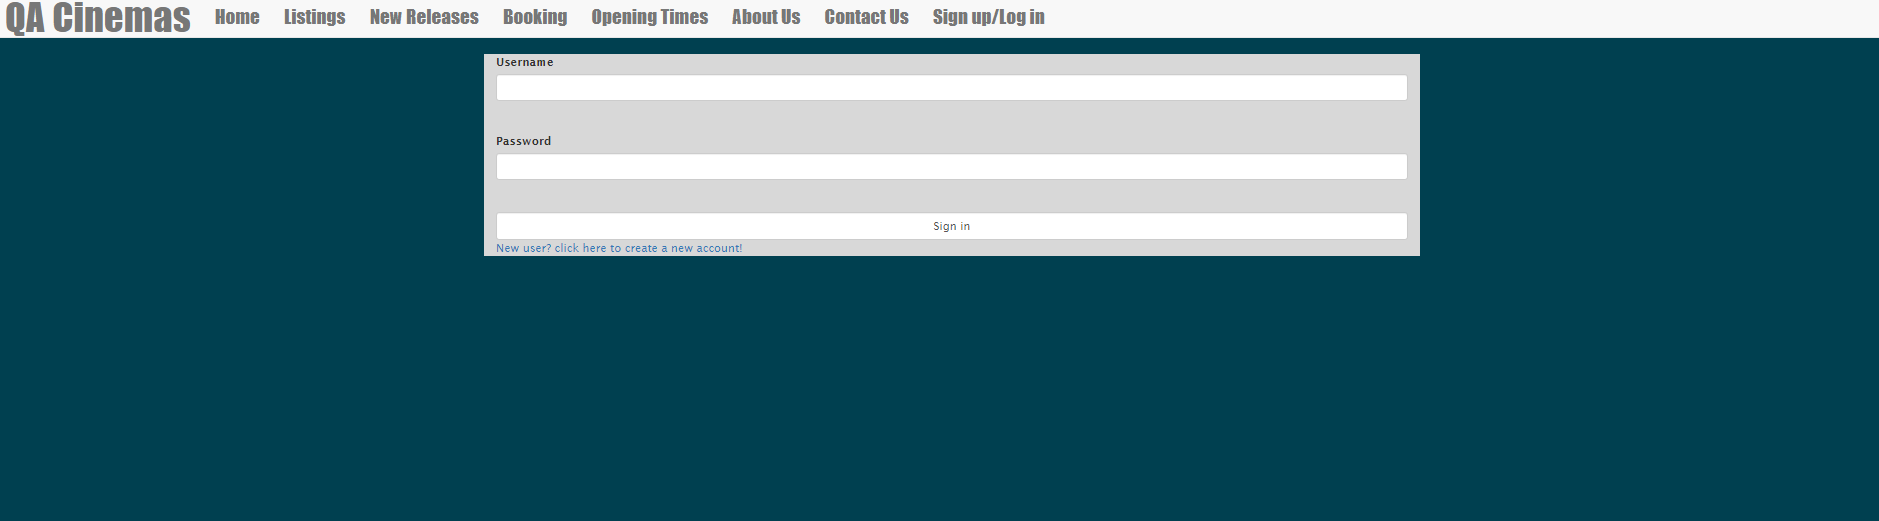 QA Cinemas Home Listings New Releases Booking Opening Times About Us Contact Us Sign up/Log in
Username
Password
Sign in
New user? click here to create a new account!